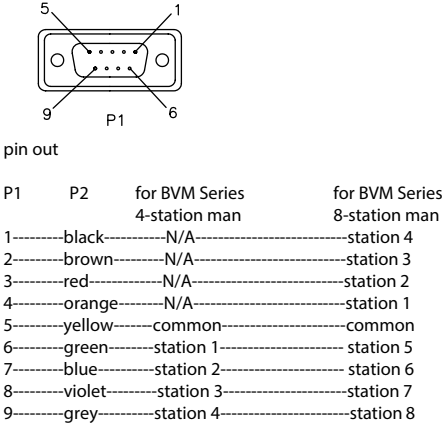 5 1
9 6
P1
pin out
P1 P2 for BVM Series for BVM Series
4-station man 8-station man
1---------black-----------N/A---------------------------station 4
2---------brown---------N/A---------------------------station 3
3---------red-------------N/A---------------------------station 2
4---------orange--------N/A---------------------------station 1
5---------yellow-------common----------------------common
6---------green-------station 1---------------------- station 5
7---------blue---------station 2---------------------- station 6
8---------violet---------station 3----------------------station 7
9---------grey----------station 4-----------------------station 8